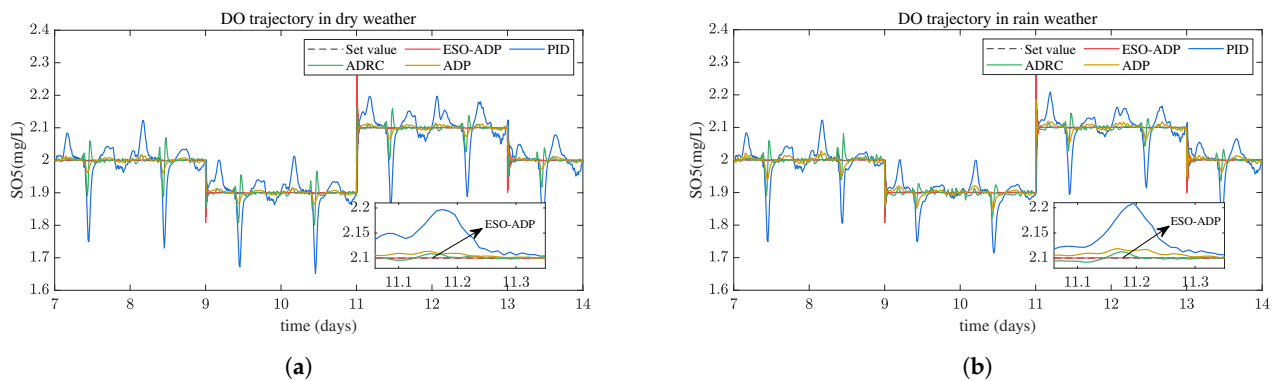 DO trajectory in dry weather
2.4
2.3
2.2
2.1
2
1.9
1.8
1.7
1.6
SO5(mg/L)
Set value ESO-ADP PID
ADRC ADP
2.2
2.15
2.1
ESO-ADP
11.1 11.2 11.3
7 8 9 10 11 12 13 14
time (days)
(a)
DO trajectory in rain weather
2.4
2.3
2.2
2.1
2
1.9
1.8
1.7
1.6
SO5(mg/L)
Set value ESO-ADP PID
ADRC ADP
2.2
2.15
2.1
ESO-ADP
11.1 11.2 11.3
7 8 9 10 11 12 13 14
time (days)
(b)